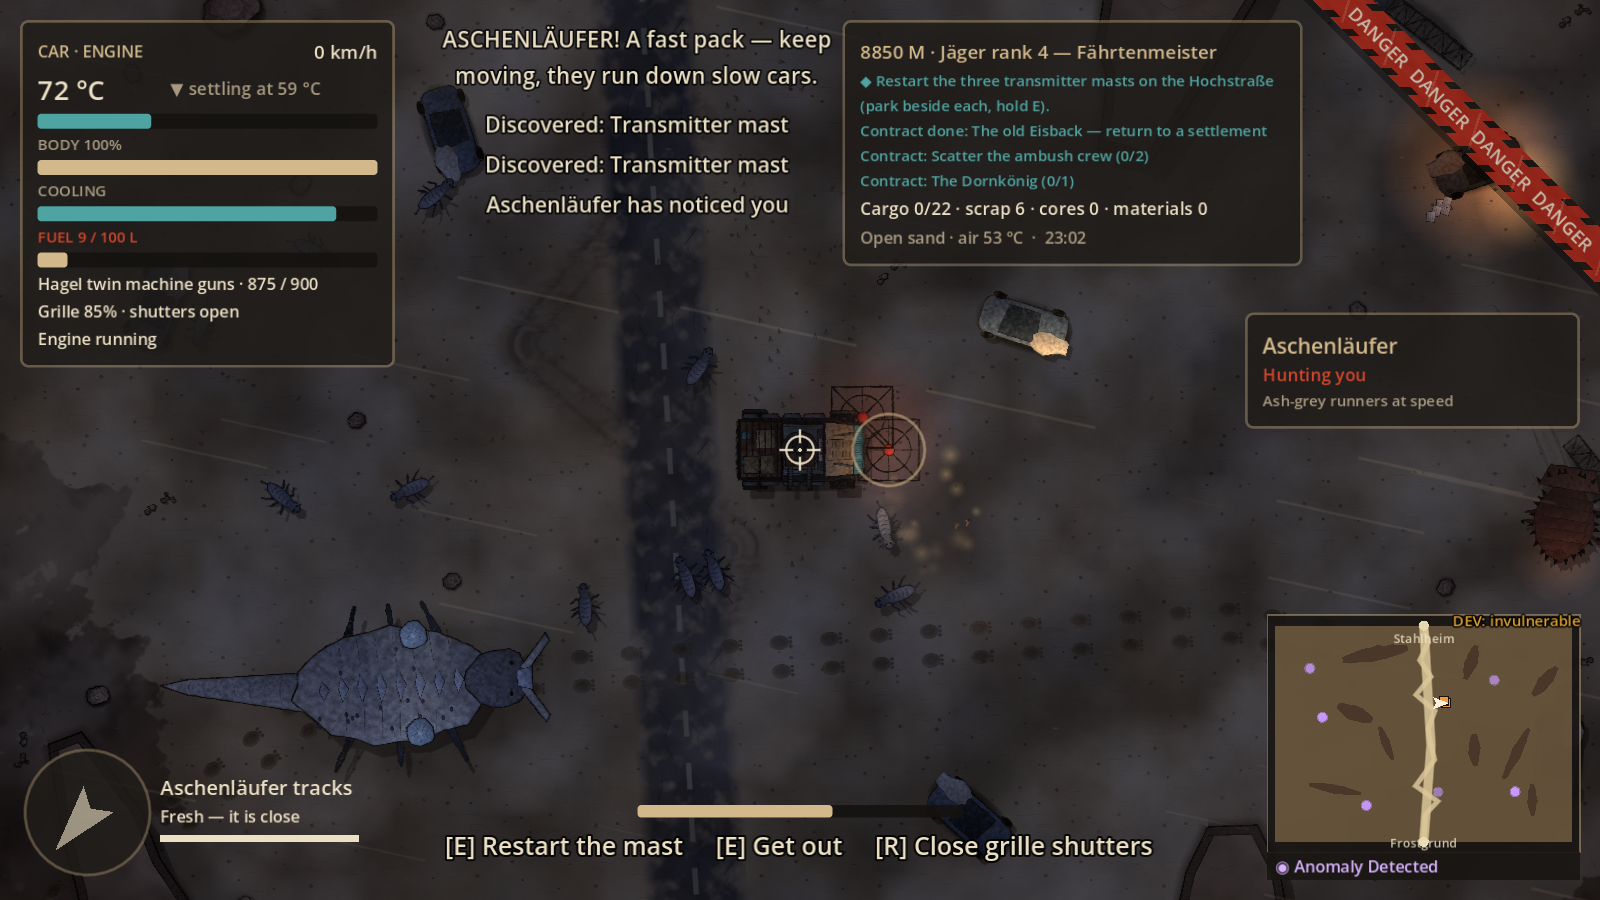 CAR · ENGINE
0 km/h
72 °C
▼ settling at 59 °C
BODY 100%
COOLING
FUEL 9 / 100 L
Hagel twin machine guns · 875 / 900
Grille 85% · shutters open
Engine running
ASCHENLÄUFER! A fast pack — keep
moving, they run down slow cars.
Discovered: Transmitter mast
Discovered: Transmitter mast
Aschenläufer has noticed you
8850 M · Jäger rank 4 — Fährtenmeister
◆ Restart the three transmitter masts on the Hochstraße
(park beside each, hold E).
Contract done: The old Eisback — return to a settlement
Contract: Scatter the ambush crew (0/2)
Contract: The Dornkönig (0/1)
Cargo 0/22 · scrap 6 · cores 0 · materials 0
Open sand · air 53 °C · 23:02
DANGER DANGER DANGER DANGER
Aschenläufer
Hunting you
Ash-grey runners at speed
Aschenläufer tracks
Fresh — it is close
[E] Restart the mast [E] Get out [R] Close grille shutters
DEV: invulnerable
Stahlheim
Frostgrund
◉ Anomaly Detected